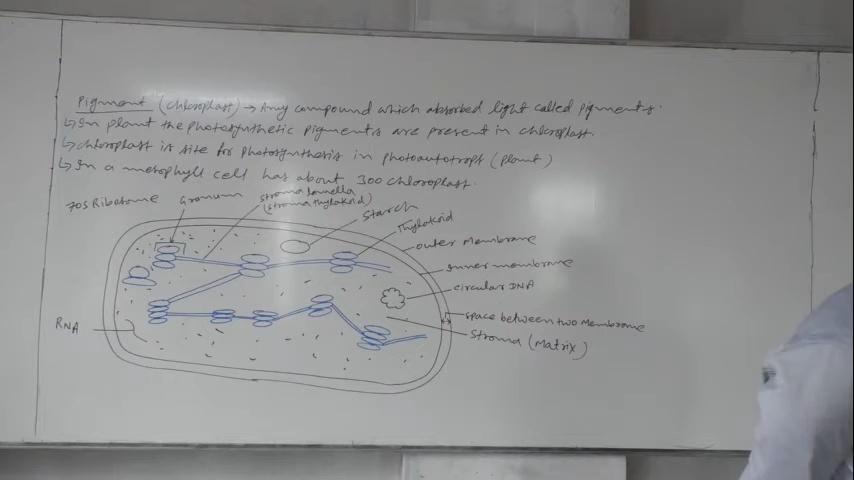 Pigment (chloroplast) → Any compound which absorbed light called pigments.
↳ In plant the photosynthetic pigments are present in chloroplast.
↳ chloroplast is site for photosynthesis in photoautotroph (plant)
↳ In a mesophyll cell has about 300 chloroplast.
70s Ribosome
Granum
stroma lamella
(stroma thylakoid)
Starch
Thylakoid
outer membrane
Inner membrane
circular DNA
space between two Membrane
Stroma (Matrix)
RNA